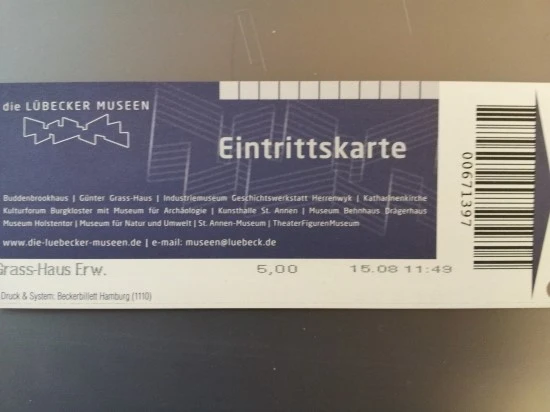 die LÜBECKER MUSEEN
Eintrittskarte
Buddenbrookhaus | Günter Grass-Haus | Industriemuseum Geschichtswerkstatt Herrenwyk | Katharinenkirche
Kulturforum Burgkloster mit Museum für Archäologie | Kunsthalle St. Annen | Museum Behnhaus Drägerhaus
Museum Holstentor | Museum für Natur und Umwelt | St. Annen-Museum | TheaterFigurenMuseum
www.die-luebecker-museen.de | e-mail: museen@luebeck.de
00671397
Grass-Haus Erw. 5,00 15.08 11:49
Druck & System: Beckerbillett Hamburg (1110)